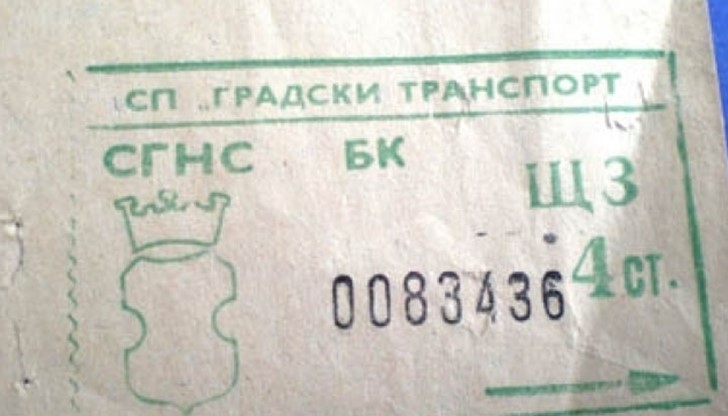 СП „ГРАДСКИ ТРАНСПОРТ
СГНС БК
ЩЗ
0083436 4 СТ.